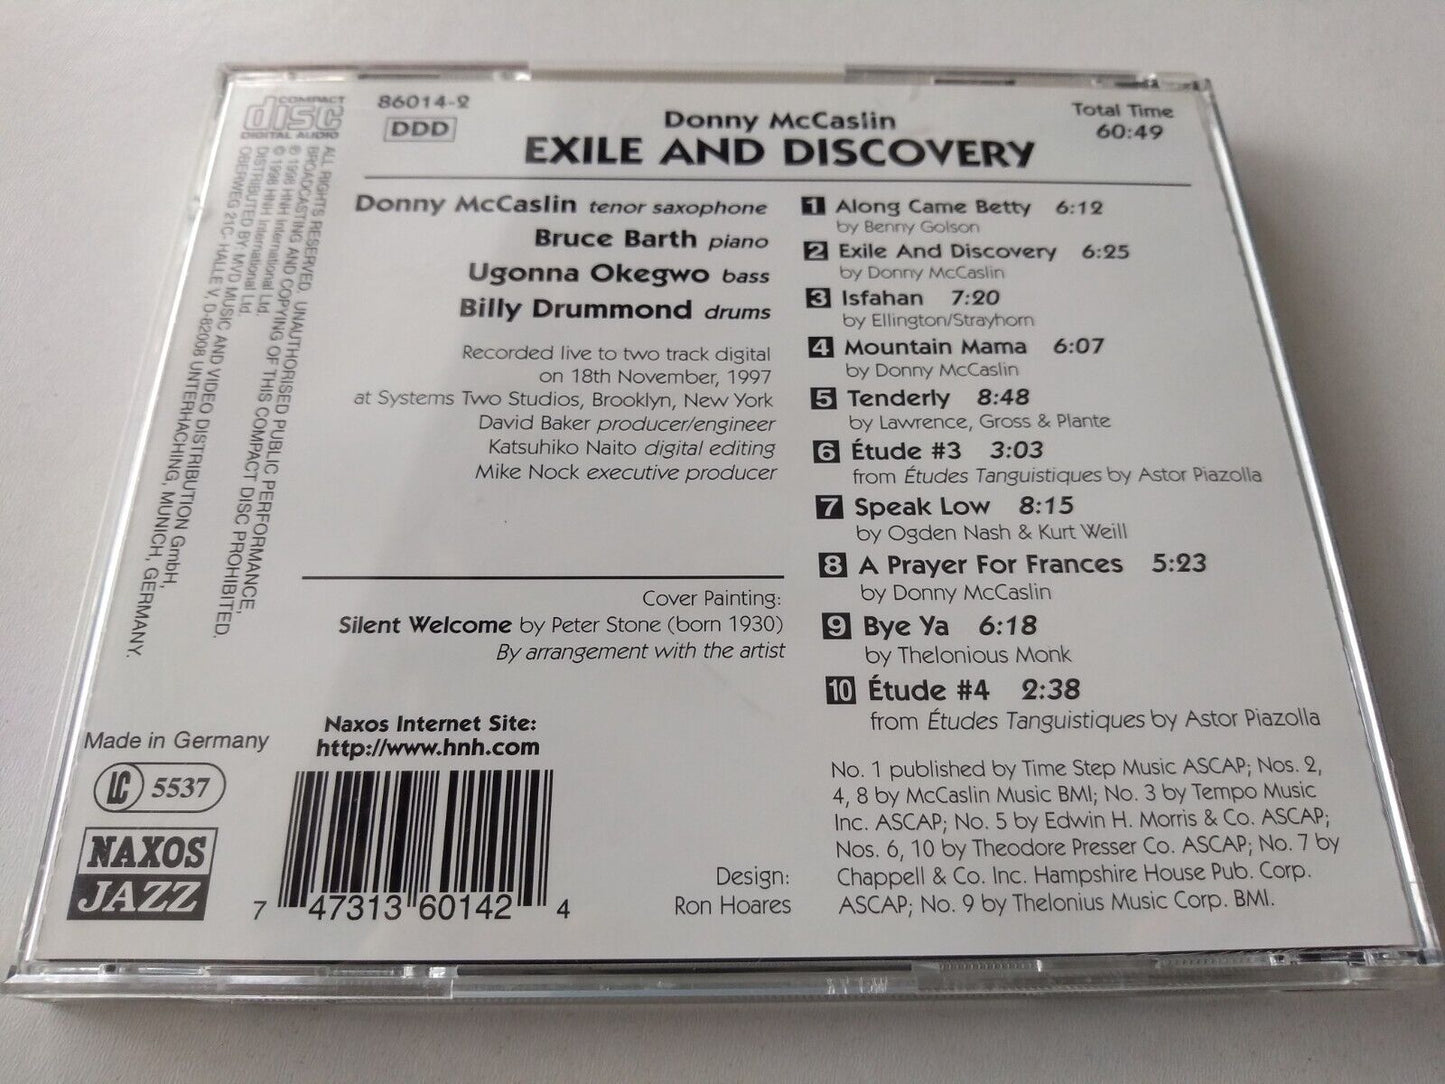 COMPACT
disc
DIGITAL AUDIO
ALL RIGHTS RESERVED. UNAUTHORISED PUBLIC PERFORMANCE,
BROADCASTING AND COPYING OF THIS COMPACT DISC PROHIBITED.
℗ 1998 HNH International Ltd.
© 1998 HNH International Ltd.
DISTRIBUTED BY: MVD MUSIC AND VIDEO DISTRIBUTION GmbH,
OBERWEG 21C- HALLE V, D-82008 UNTERHACHING, MUNICH, GERMANY.
86014-2
DDD
Donny McCaslin
EXILE AND DISCOVERY
Total Time
60:49
Donny McCaslin tenor saxophone
Bruce Barth piano
Ugonna Okegwo bass
Billy Drummond drums
Recorded live to two track digital
on 18th November, 1997
at Systems Two Studios, Brooklyn, New York
David Baker producer/engineer
Katsuhiko Naito digital editing
Mike Nock executive producer
Cover Painting:
Silent Welcome by Peter Stone (born 1930)
By arrangement with the artist
1 Along Came Betty 6:12
by Benny Golson
2 Exile And Discovery 6:25
by Donny McCaslin
3 Isfahan 7:20
by Ellington/Strayhorn
4 Mountain Mama 6:07
by Donny McCaslin
5 Tenderly 8:48
by Lawrence, Gross & Plante
6 Étude #3 3:03
from Études Tanguistiques by Astor Piazolla
7 Speak Low 8:15
by Ogden Nash & Kurt Weill
8 A Prayer For Frances 5:23
by Donny McCaslin
9 Bye Ya 6:18
by Thelonious Monk
10 Étude #4 2:38
from Études Tanguistiques by Astor Piazolla
No. 1 published by Time Step Music ASCAP; Nos. 2,
4, 8 by McCaslin Music BMI; No. 3 by Tempo Music
Inc. ASCAP; No. 5 by Edwin H. Morris & Co. ASCAP;
Nos. 6, 10 by Theodore Presser Co. ASCAP; No. 7 by
Chappell & Co. Inc. Hampshire House Pub. Corp.
ASCAP; No. 9 by Thelonius Music Corp. BMI.
Naxos Internet Site:
http://www.hnh.com
Made in Germany
LC 5537
NAXOS
JAZZ
7 47313 60142 4
Design:
Ron Hoares